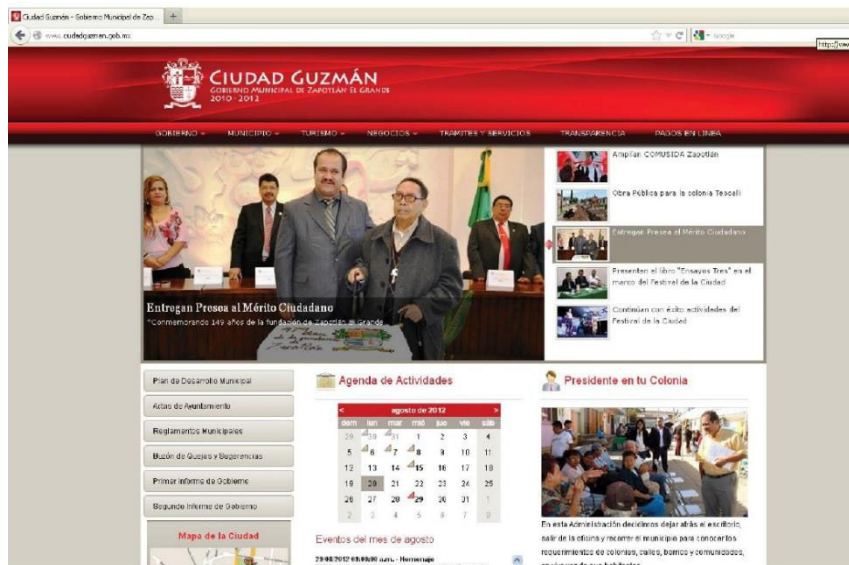 Ciudad Guzmán - Gobierno Municipal de Zap...
www.ciudadguzman.gob.mx
Google
CIUDAD GUZMÁN
GOBIERNO MUNICIPAL DE ZAPOTLÁN EL GRANDE
2010 - 2012
GOBIERNO MUNICIPIO TURISMO NEGOCIOS TRAMITES Y SERVICIOS TRANSPARENCIA PAGOS EN LINEA
Amplían COMUSIDA Zapotlán
Obra Pública para la colonia Teocalli
Entregan Presea al Mérito Ciudadano
Presentan el libro "Ensayos Tres" en el
marco del Festival de la Ciudad
Continúan con éxito actividades del
Festival de la Ciudad
Entregan Presea al Mérito Ciudadano
*Conmemorando 149 años de la fundación de Zapotlán el Grande
Plan de Desarrollo Municipal
Actas de Ayuntamiento
Reglamentos Municipales
Buzón de Quejas y Sugerencias
Primer Informe de Gobierno
Segundo Informe de Gobierno
Mapa de la Ciudad
Agenda de Actividades
< agosto de 2012 >
dom lun mar mié jue vie sáb
29 30 31 1 2 3 4
5 6 7 8 9 10 11
12 13 14 15 16 17 18
19 20 21 22 23 24 25
26 27 28 29 30 31 1
2 3 4 5 6 7 8
Eventos del mes de agosto
29/08/2012 09:00:00 a.m. - Homenaje
Presidente en tu Colonia
En esta Administración decidimos dejar atrás el escritorio,
salir de la oficina y recorrer el municipio para conocer los
requerimientos de colonias, calles, barrios y comunidades,